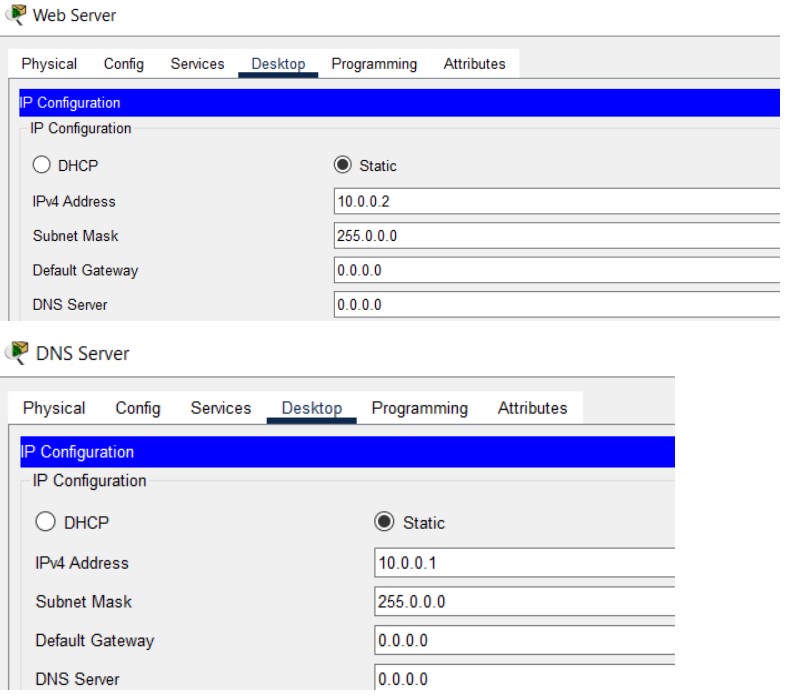 Web Server
Physical Config Services Desktop Programming Attributes
IP Configuration
IP Configuration
DHCP Static
IPv4 Address 10.0.0.2
Subnet Mask 255.0.0.0
Default Gateway 0.0.0.0
DNS Server 0.0.0.0
DNS Server
Physical Config Services Desktop Programming Attributes
IP Configuration
IP Configuration
DHCP Static
IPv4 Address 10.0.0.1
Subnet Mask 255.0.0.0
Default Gateway 0.0.0.0
DNS Server 0.0.0.0